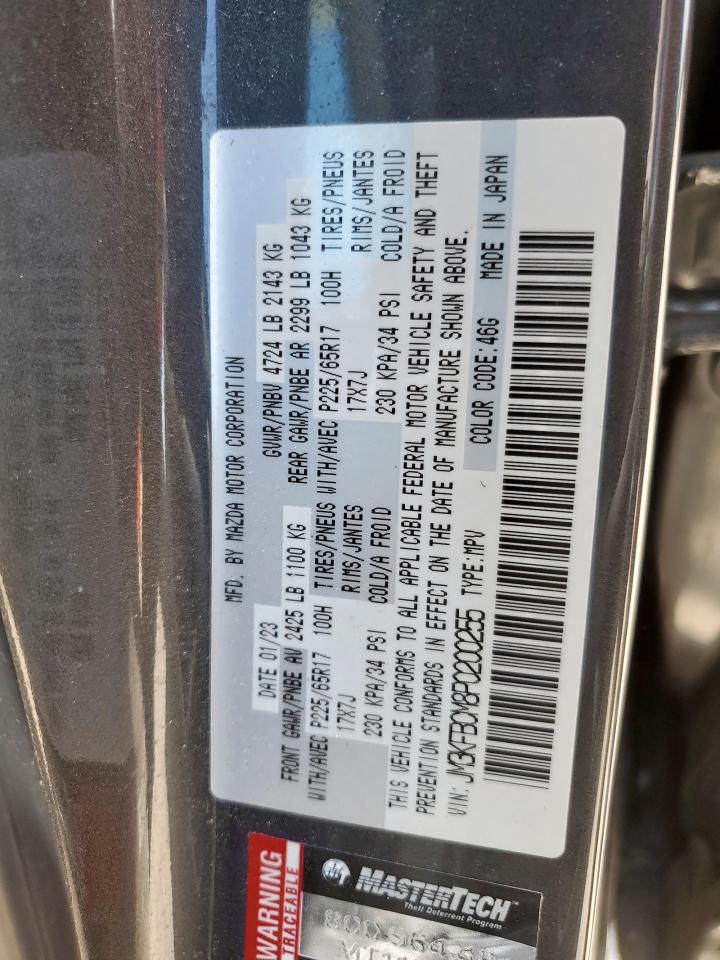 MFD. BY MAZDA MOTOR CORPORATION
DATE 01/23 GVWR/PNBV 4724 LB 2143 KG
FRONT GAWR/PNBE AV 2425 LB 1100 KG REAR GAWR/PNBE AR 2299 LB 1043 KG
WITH/AVEC P225/65R17 100H TIRES/PNEUS WITH/AVEC P225/65R17 100H TIRES/PNEUS
17X7J RIMS/JANTES 17X7J RIMS/JANTES
230 KPA/34 PSI COLD/A FROID 230 KPA/34 PSI COLD/A FROID
THIS VEHICLE CONFORMS TO ALL APPLICABLE FEDERAL MOTOR VEHICLE SAFETY AND THEFT
PREVENTION STANDARDS IN EFFECT ON THE DATE OF MANUFACTURE SHOWN ABOVE.
VIN: JM3KFBCM8P0200255 TYPE:MPV COLOR CODE:46G MADE IN JAPAN
WARNING
TRACEABLE
MT MASTERTECH™
Theft Deterrent Program